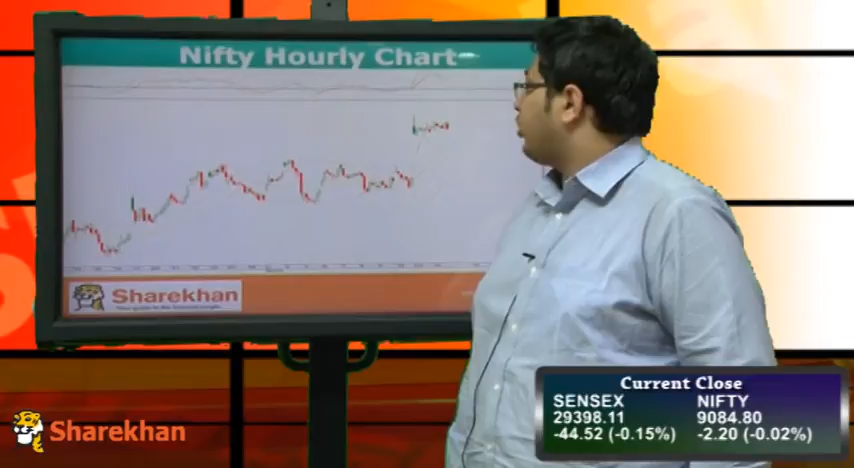 Nifty Hourly Chart
Sharekhan
Current Close
SENSEX NIFTY
29398.11 9084.80
-44.52 (-0.15%) -2.20 (-0.02%)
Sharekhan